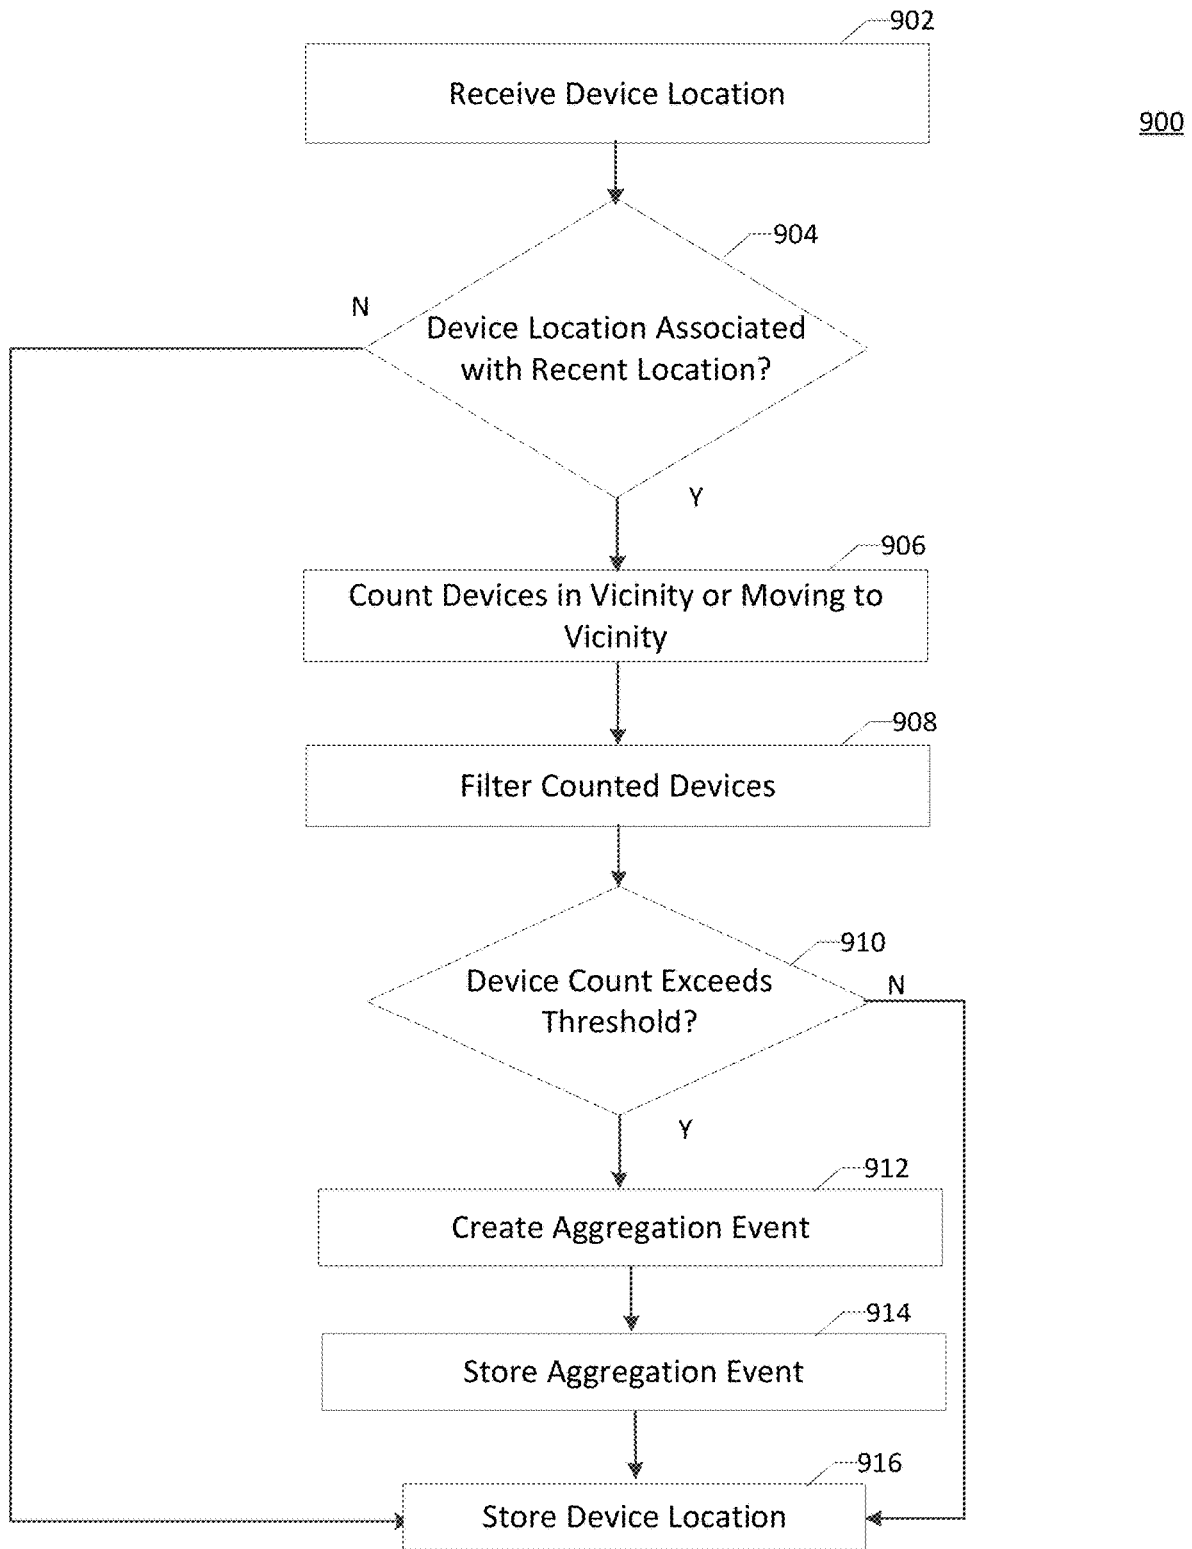 902
Receive Device Location
900
904
N
Device Location Associated
with Recent Location?
Y
906
Count Devices in Vicinity or Moving to
Vicinity
908
Filter Counted Devices
910
N
Device Count Exceeds
Threshold?
Y
912
Create Aggregation Event
914
Store Aggregation Event
916
Store Device Location